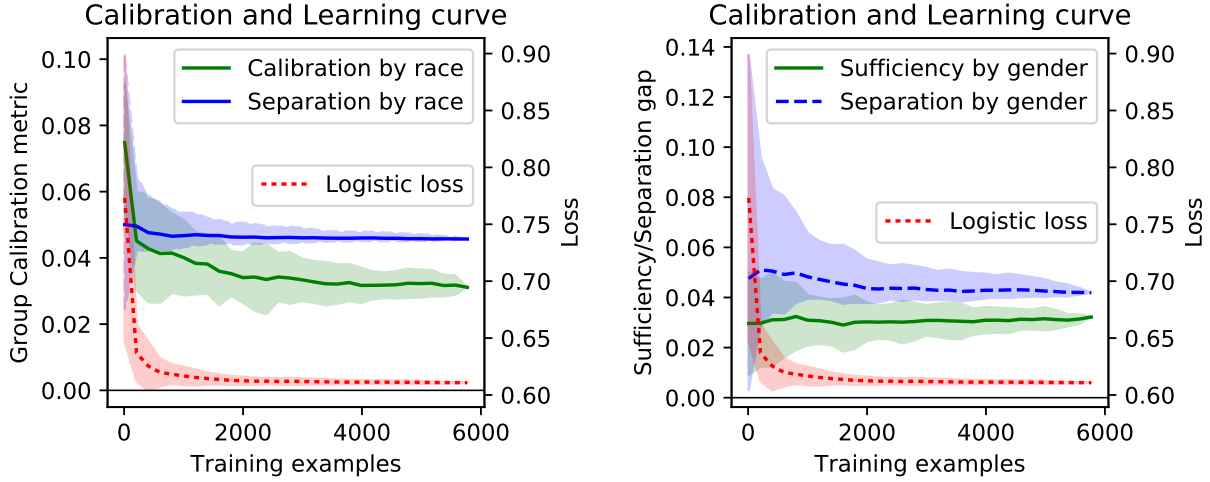 Calibration and Learning curve
Group Calibration metric
0.10
0.08
0.06
0.04
0.02
0.00
Calibration by race
Separation by race
Logistic loss
0.90
0.85
0.80
0.75
0.70
0.65
0.60
Loss
0
2000
4000
6000
Training examples
Calibration and Learning curve
Sufficiency/Separation gap
0.14
0.12
0.10
0.08
0.06
0.04
0.02
0.00
Sufficiency by gender
Separation by gender
Logistic loss
0.90
0.85
0.80
0.75
0.70
0.65
0.60
Loss
0
2000
4000
6000
Training examples